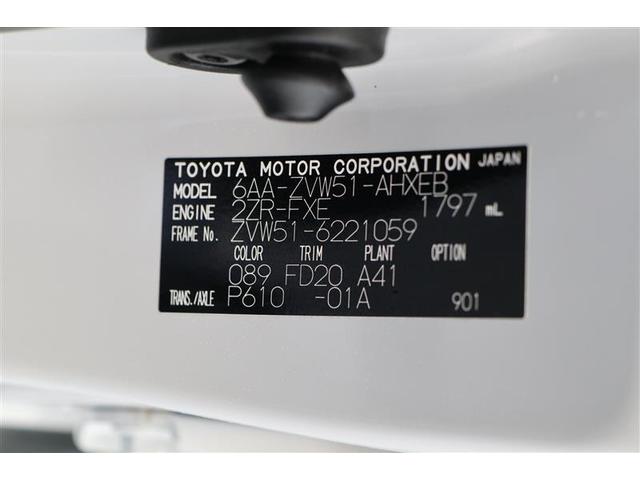 TOYOTA MOTOR CORPORATION JAPAN
MODEL 6AA-ZVW51-AHXEB
ENGINE 2ZR-FXE 1797 mL
FRAME No. ZVW51-6221059
COLOR TRIM PLANT OPTION
089 FD20 A41
TRANS./AXLE P610 -01A 901